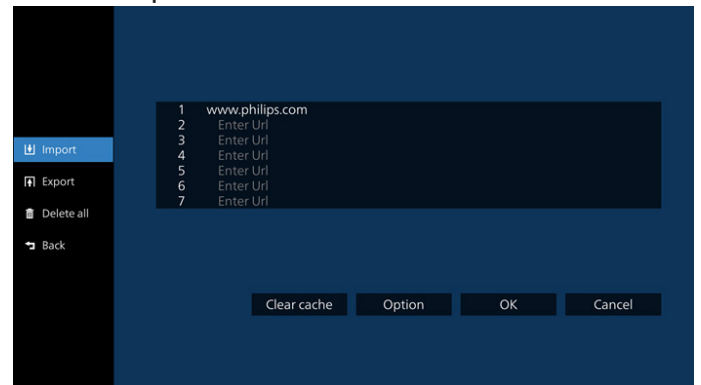 Import
Export
Delete all
Back
1 www.philips.com
2 Enter Url
3 Enter Url
4 Enter Url
5 Enter Url
6 Enter Url
7 Enter Url
Clear cache Option OK Cancel